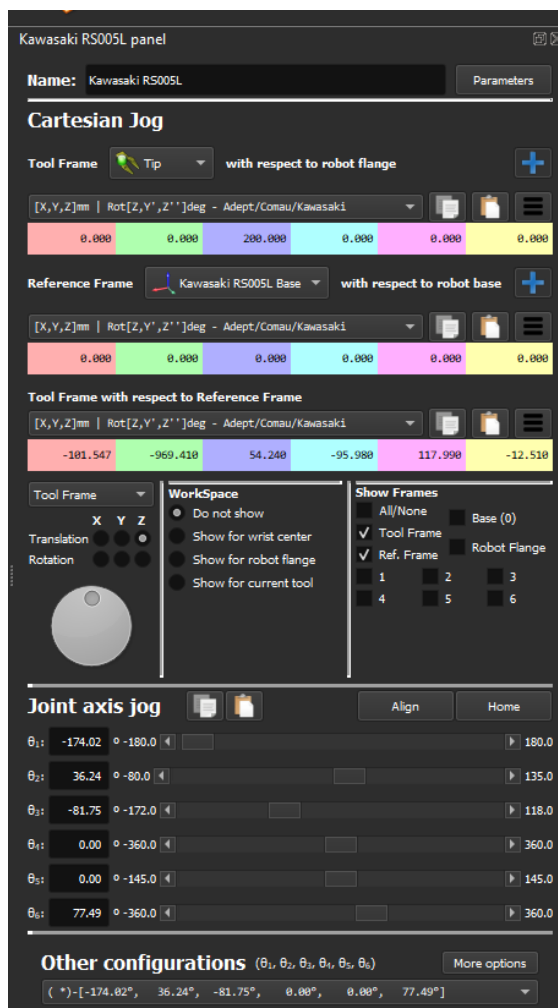 Kawasaki RS005L panel
Name: Kawasaki RS005L Parameters
Cartesian Jog
Tool Frame Tip with respect to robot flange
[X,Y,Z]mm | Rot[Z,Y',Z'']deg - Adept/Comau/Kawasaki
0.000 0.000 200.000 0.000 0.000 0.000
Reference Frame Kawasaki RS005L Base with respect to robot base
[X,Y,Z]mm | Rot[Z,Y',Z'']deg - Adept/Comau/Kawasaki
0.000 0.000 0.000 0.000 0.000 0.000
Tool Frame with respect to Reference Frame
[X,Y,Z]mm | Rot[Z,Y',Z'']deg - Adept/Comau/Kawasaki
-101.547 -969.410 54.240 -95.980 117.990 -12.510
Tool Frame
X Y Z
Translation
Rotation
WorkSpace
Do not show
Show for wrist center
Show for robot flange
Show for current tool
Show Frames
All/None Base (0)
Tool Frame
Ref. Frame Robot Flange
1 2 3
4 5 6
Joint axis jog Align Home
θ₁: -174.02 º -180.0 180.0
θ₂: 36.24 º -80.0 135.0
θ₃: -81.75 º -172.0 118.0
θ₄: 0.00 º -360.0 360.0
θ₅: 0.00 º -145.0 145.0
θ₆: 77.49 º -360.0 360.0
Other configurations (θ₁, θ₂, θ₃, θ₄, θ₅, θ₆) More options
( *)-[-174.02°, 36.24°, -81.75°, 0.00°, 0.00°, 77.49°]